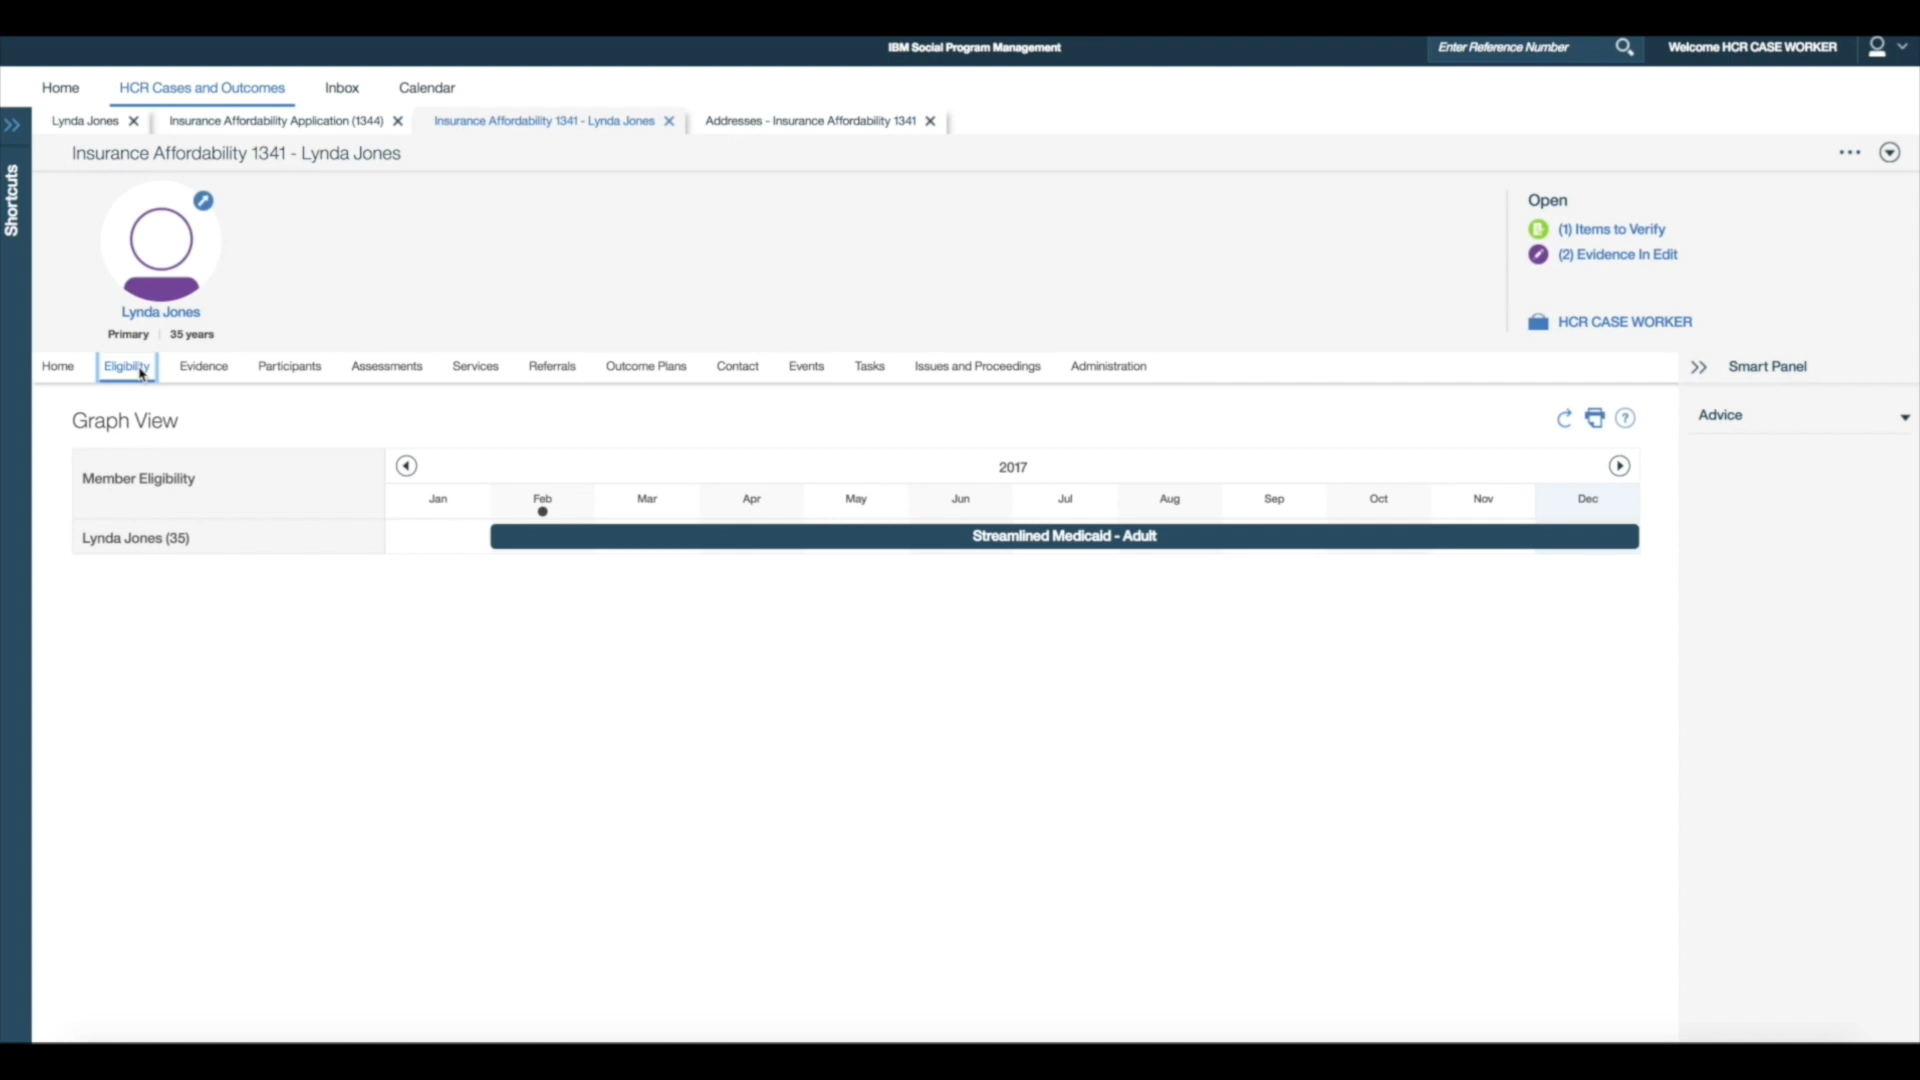 IBM Social Program Management
Enter Reference Number
Welcome HCR CASE WORKER
Home HCR Cases and Outcomes Inbox Calendar
Lynda Jones Insurance Affordability Application (1344) Insurance Affordability 1341 - Lynda Jones Addresses - Insurance Affordability 1341
Shortcuts
Insurance Affordability 1341 - Lynda Jones
Lynda Jones
Primary 35 years
Open
(1) Items to Verify
(2) Evidence In Edit
HCR CASE WORKER
Home Eligibility Evidence Participants Assessments Services Referrals Outcome Plans Contact Events Tasks Issues and Proceedings Administration
Smart Panel
Advice
Graph View
Member Eligibility
2017
Jan Feb Mar Apr May Jun Jul Aug Sep Oct Nov Dec
Lynda Jones (35)
Streamlined Medicaid - Adult